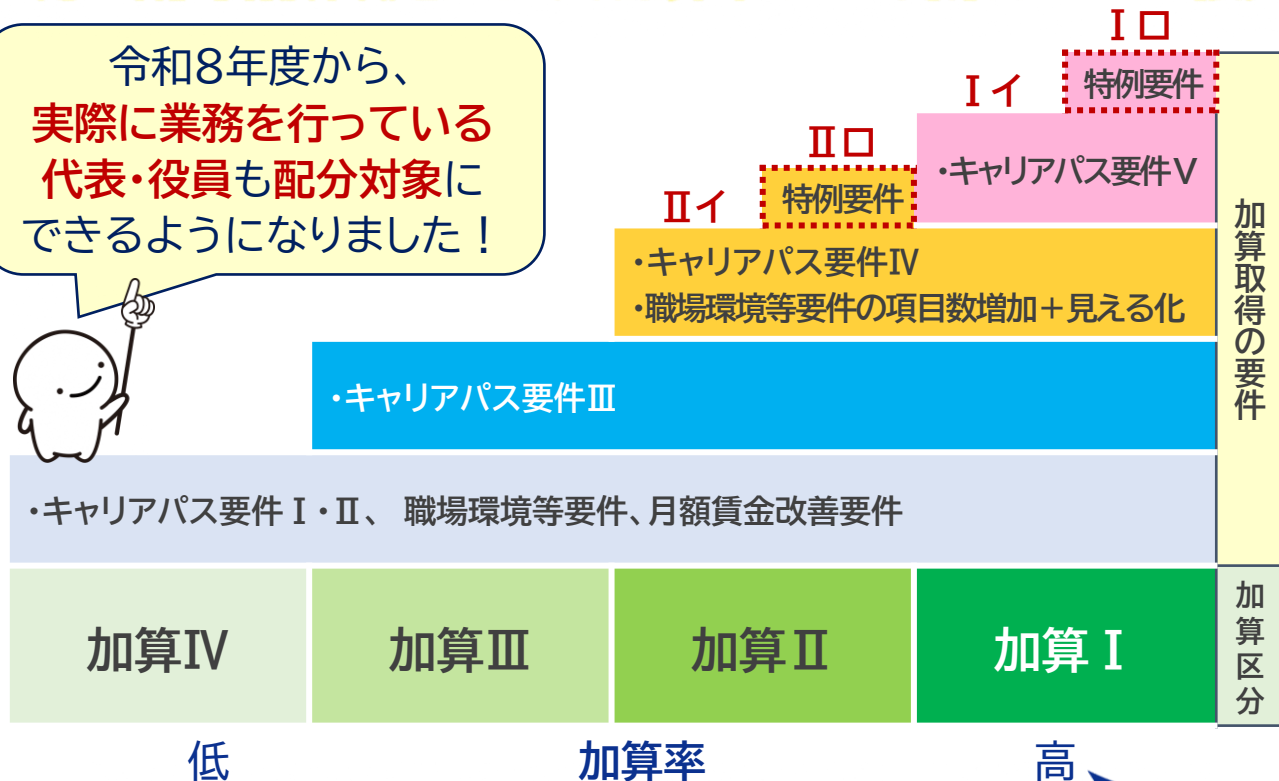 令和8年度から、
実際に業務を行っている
代表・役員も配分対象に
できるようになりました！
Ⅰロ
特例要件
Ⅰイ
・キャリアパス要件Ⅴ
Ⅱロ
特例要件
Ⅱイ
・キャリアパス要件Ⅳ
・職場環境等要件の項目数増加＋見える化
・キャリアパス要件Ⅲ
・キャリアパス要件Ⅰ・Ⅱ、職場環境等要件、月額賃金改善要件
加算取得の要件
加算Ⅳ
加算Ⅲ
加算Ⅱ
加算Ⅰ
加算区分
低
加算率
高